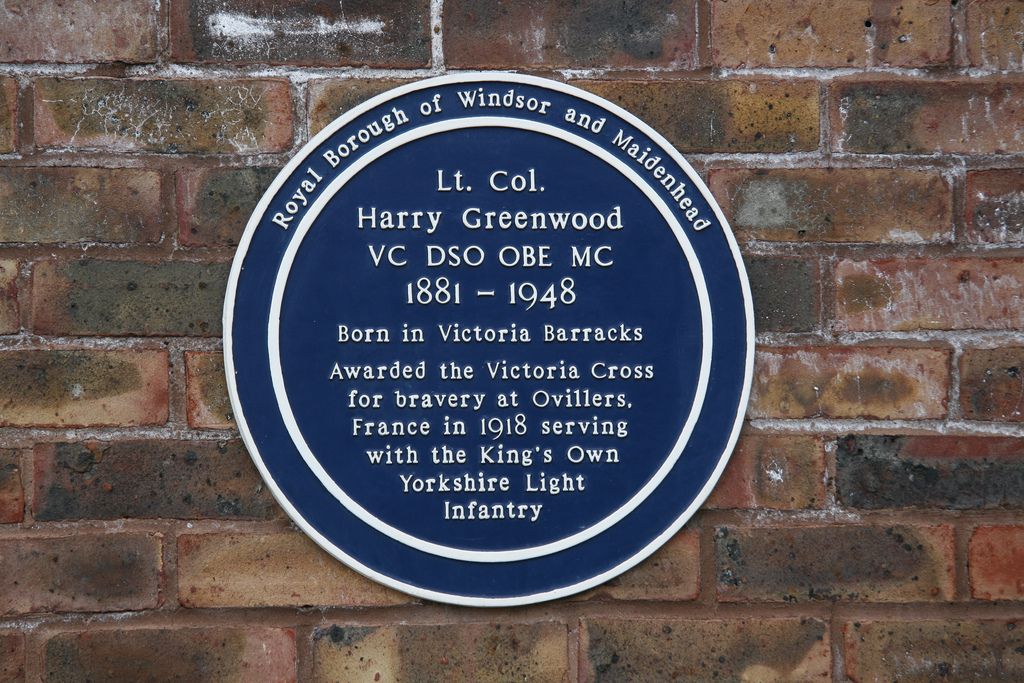 Royal Borough of Windsor and Maidenhead
Lt. Col.
Harry Greenwood
VC DSO OBE MC
1881 – 1948
Born in Victoria Barracks
Awarded the Victoria Cross
for bravery at Ovillers,
France in 1918 serving
with the King's Own
Yorkshire Light
Infantry